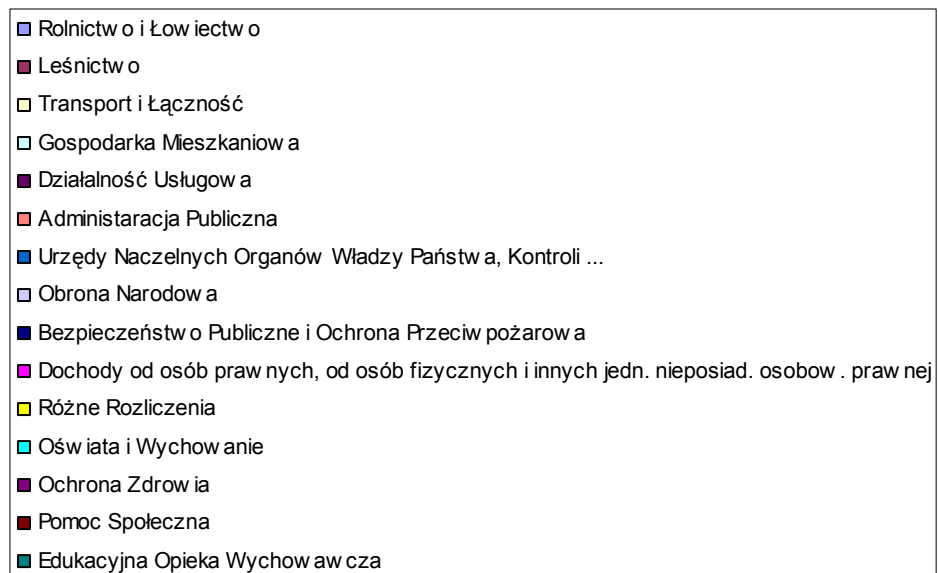 Rolnictwo i Łowiectwo
Leśnictwo
Transport i Łączność
Gospodarka Mieszkaniowa
Działalność Usługowa
Administaracja Publiczna
Urzędy Naczelnych Organów Władzy Państwa, Kontroli ...
Obrona Narodowa
Bezpieczeństwo Publiczne i Ochrona Przeciwpożarowa
Dochody od osób prawnych, od osób fizycznych i innych jedn. nieposiad. osobow. prawnej
Różne Rozliczenia
Oświata i Wychowanie
Ochrona Zdrowia
Pomoc Społeczna
Edukacyjna Opieka Wychowawcza